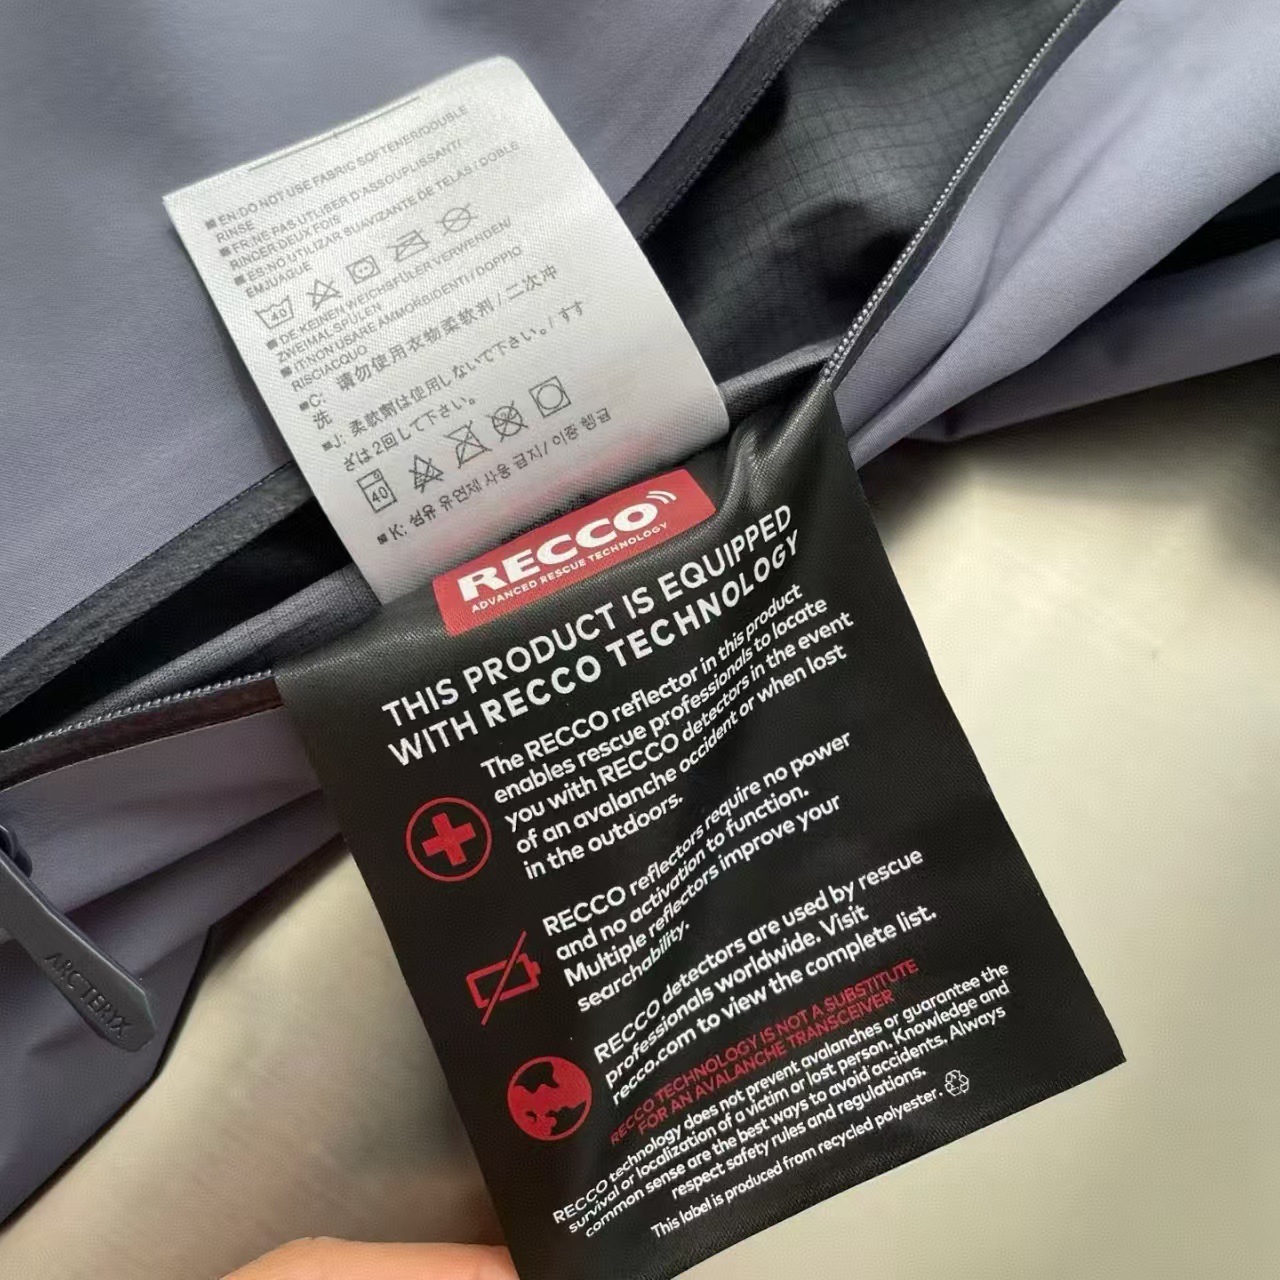 ■EN:DO NOT USE FABRIC SOFTENER/DOUBLE
RINSE
■FR:NE PAS UTLISER D'ASSOUPLISSANT/
RINCER DEUX FOIS
■ES:NO UTILIZAR SUAVIZANTE DE TELAS / DOBLE
ENJUAGUE
40
■DE:KEINEN WEICHSPÜLER VERWENDEN/
ZWEIMAL SPÜLEN
■IT:NON USARE AMMORBIDENTI / DOPPIO
RISCIACQUO
■C: 请勿使用衣物柔软剂 / 二次冲
洗
■J: 柔軟劑は使用しないで下さい。/ すす
ざは 2 回して下さい。
40
■K: 섬유 유연제 사용 금지/ 이중 헹굼
RECCO
ADVANCED RESCUE TECHNOLOGY
THIS PRODUCT IS EQUIPPED
WITH RECCO TECHNOLOGY
The RECCO reflector in this product
enables rescue professionals to locate
you with RECCO detectors in the event
of an avalanche accident or when lost
in the outdoors.
RECCO reflectors require no power
and no activation to function.
Multiple reflectors improve your
searchability.
RECCO detectors are used by rescue
professionals worldwide. Visit
recco.com to view the complete list.
RECCO TECHNOLOGY IS NOT A SUBSTITUTE
FOR AN AVALANCHE TRANSCEIVER
RECCO technology does not prevent avalanches or guarantee the
survival or localization of a victim or lost person. Knowledge and
common sense are the best ways to avoid accidents. Always
respect safety rules and regulations.
This label is produced from recycled polyester.
ARC'TERYX